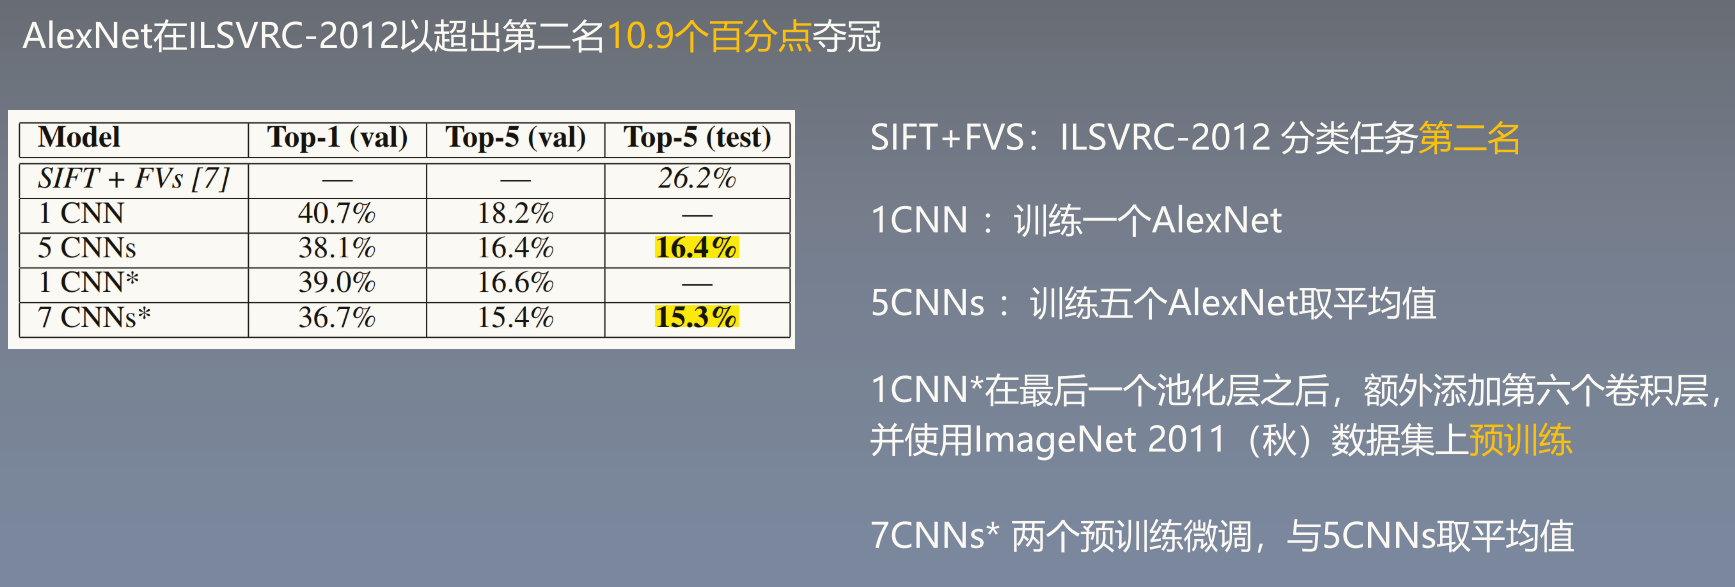 AlexNet在ILSVRC-2012以超出第二名10.9个百分点夺冠
Model Top-1 (val) Top-5 (val) Top-5 (test)
SIFT + FVs [7] — — 26.2%
1 CNN 40.7% 18.2% —
5 CNNs 38.1% 16.4% 16.4%
1 CNN* 39.0% 16.6% —
7 CNNs* 36.7% 15.4% 15.3%
SIFT+FVS：ILSVRC-2012 分类任务第二名
1CNN ：训练一个AlexNet
5CNNs ：训练五个AlexNet取平均值
1CNN*在最后一个池化层之后，额外添加第六个卷积层，
并使用ImageNet 2011（秋）数据集上预训练
7CNNs* 两个预训练微调，与5CNNs取平均值